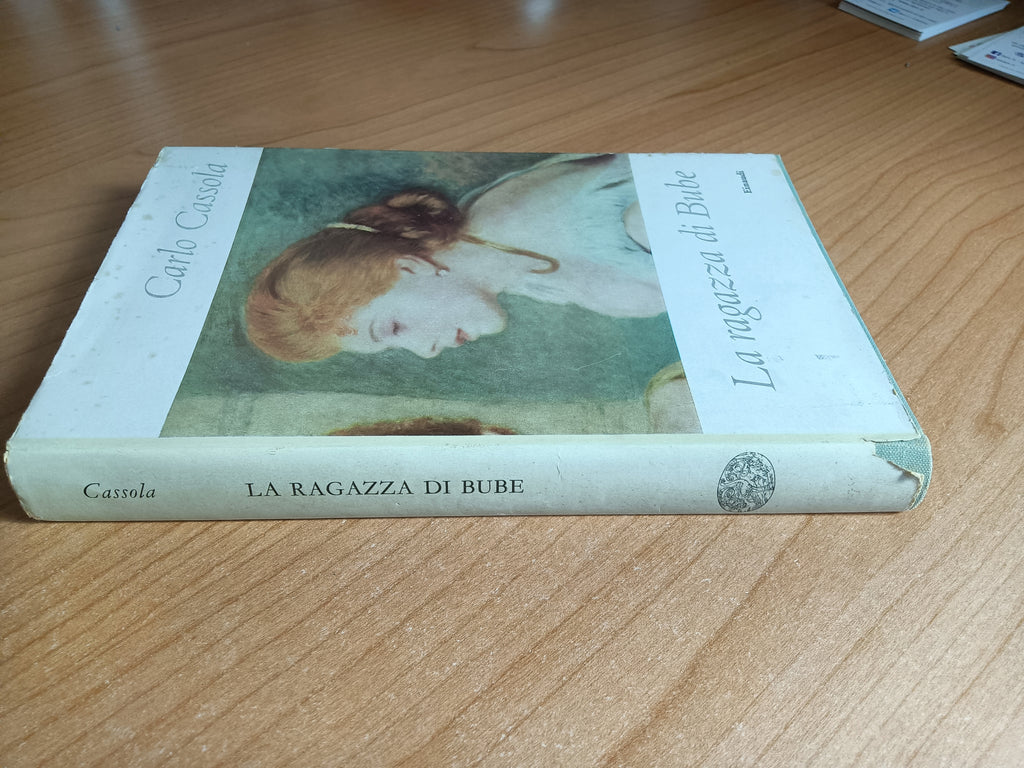 Carlo Cassola
La ragazza di Bube
Einaudi
Cassola
LA RAGAZZA DI BUBE